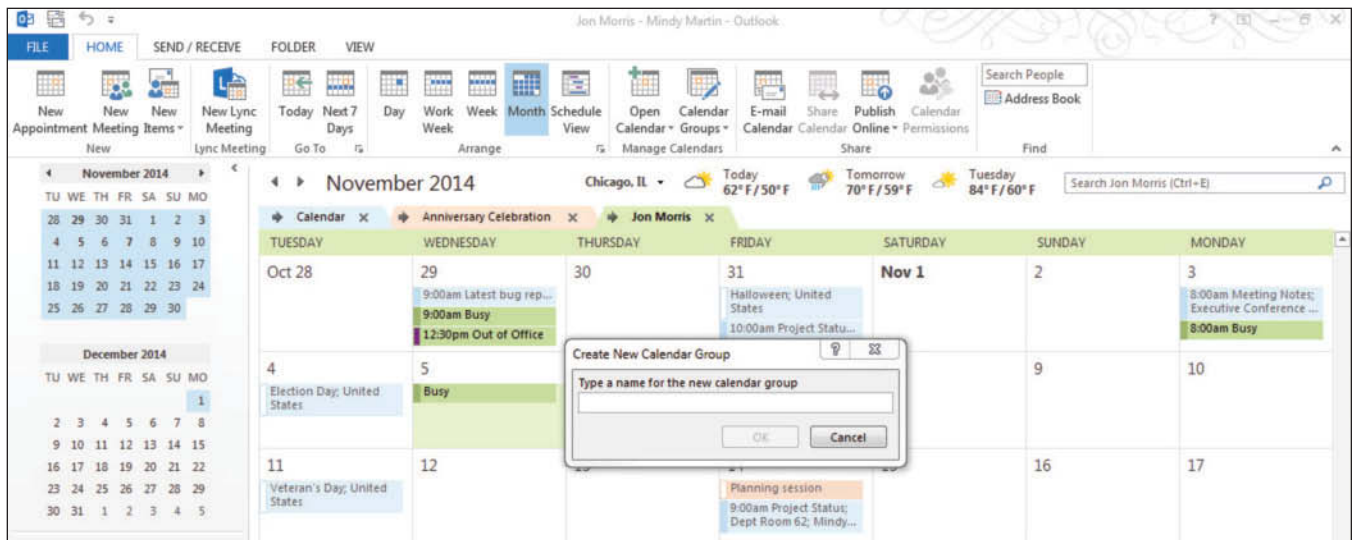 Jon Morris - Mindy Martin - Outlook
FILE HOME SEND / RECEIVE FOLDER VIEW
New Appointment
New Meeting
New Items
New Lync Meeting
Today
Next 7 Days
Day
Work Week
Week
Month
Schedule View
Open Calendar
Calendar Groups
E-mail Calendar
Share Calendar
Publish Online
Calendar Permissions
Search People
Address Book
New
Lync Meeting
Go To
Arrange
Manage Calendars
Share
Find
November 2014
TU WE TH FR SA SU MO
28 29 30 31 1 2 3
4 5 6 7 8 9 10
11 12 13 14 15 16 17
18 19 20 21 22 23 24
25 26 27 28 29 30
December 2014
TU WE TH FR SA SU MO
1
2 3 4 5 6 7 8
9 10 11 12 13 14 15
16 17 18 19 20 21 22
23 24 25 26 27 28 29
30 31 1 2 3 4 5
November 2014
Chicago, IL
Today
62°F/50°F
Tomorrow
70°F/59°F
Tuesday
84°F/60°F
Search Jon Morris (Ctrl+E)
Calendar
Anniversary Celebration
Jon Morris
TUESDAY WEDNESDAY THURSDAY FRIDAY SATURDAY SUNDAY MONDAY
Oct 28
29
9:00am Latest bug rep...
9:00am Busy
12:30pm Out of Office
30
31
Halloween; United
States
10:00am Project Statu...
Nov 1
2
3
8:00am Meeting Notes;
Executive Conference ...
8:00am Busy
4
Election Day; United
States
5
Busy
9
10
Create New Calendar Group
Type a name for the new calendar group
OK Cancel
11
Veteran's Day; United
States
12
Planning session
9:00am Project Status;
Dept Room 62; Mindy...
16
17